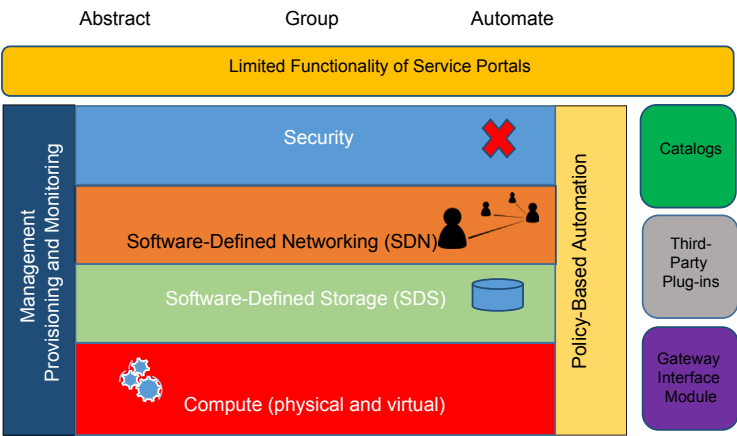 Abstract Group Automate
Limited Functionality of Service Portals
Management
Provisioning and Monitoring
Security
Software-Defined Networking (SDN)
Software-Defined Storage (SDS)
Compute (physical and virtual)
Policy-Based Automation
Catalogs
Third-
Party
Plug-ins
Gateway
Interface
Module